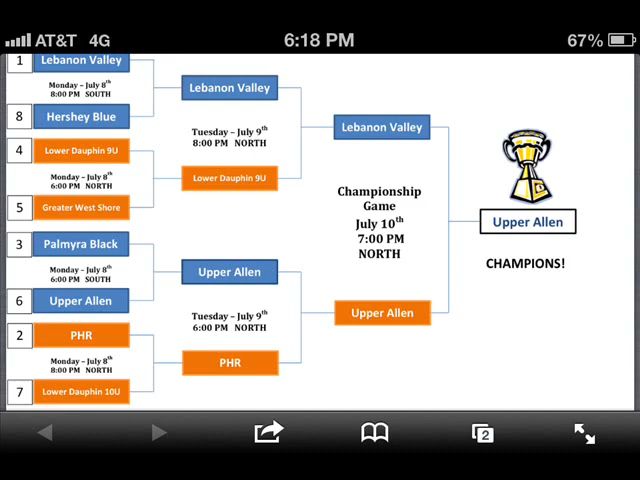 AT&T 4G
6:18 PM
67%
1
Lebanon Valley
Monday – July 8th
8:00 PM SOUTH
8
Hershey Blue
4
Lower Dauphin 9U
Monday – July 8th
6:00 PM NORTH
5
Greater West Shore
3
Palmyra Black
Monday – July 8th
6:00 PM SOUTH
6
Upper Allen
2
PHR
Monday – July 8th
8:00 PM NORTH
7
Lower Dauphin 10U
Lebanon Valley
Tuesday – July 9th
8:00 PM NORTH
Lower Dauphin 9U
Upper Allen
Tuesday – July 9th
6:00 PM NORTH
PHR
Lebanon Valley
Championship
Game
July 10th
7:00 PM
NORTH
Upper Allen
Upper Allen
CHAMPIONS!
2